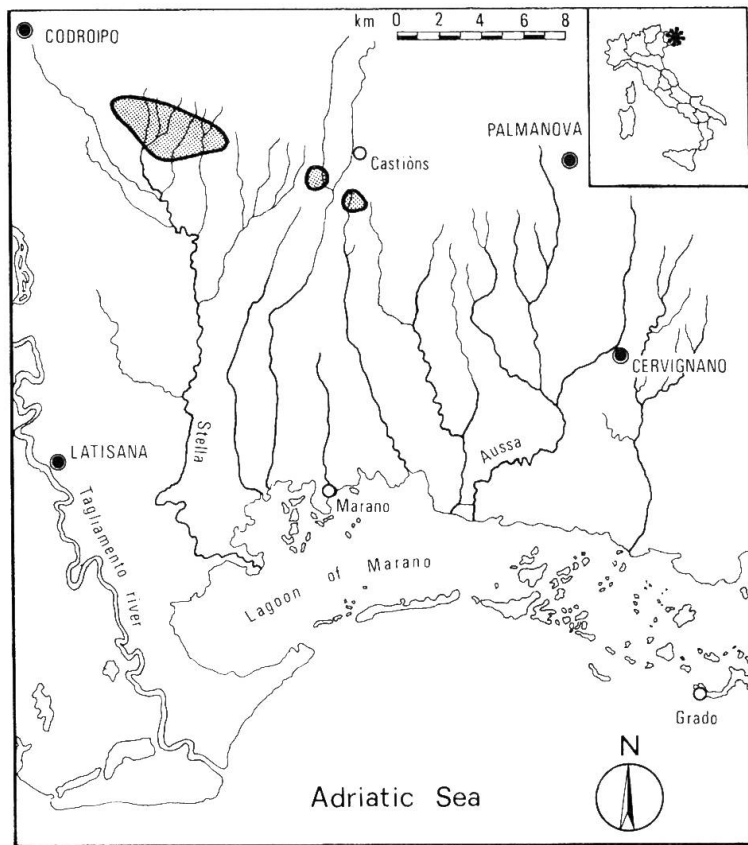 km 0 2 4 6 8
CODROIPO
PALMANOVA
Castiòns
CERVIGNANO
Stella
Aussa
LATISANA
Marano
Tagliamento river
Lagoon of Marano
Grado
N
Adriatic Sea